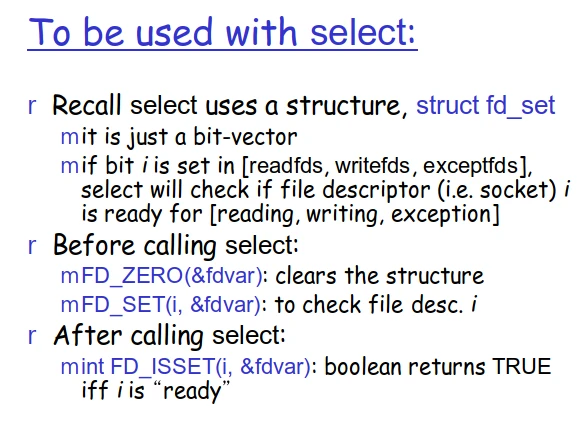 To be used with select:
r Recall select uses a structure, struct fd_set
m it is just a bit-vector
m if bit i is set in [readfds, writefds, exceptfds],
select will check if file descriptor (i.e. socket) i
is ready for [reading, writing, exception]
r Before calling select:
m FD_ZERO(&fdvar): clears the structure
m FD_SET(i, &fdvar): to check file desc. i
r After calling select:
m int FD_ISSET(i, &fdvar): boolean returns TRUE
iff i is “ready”